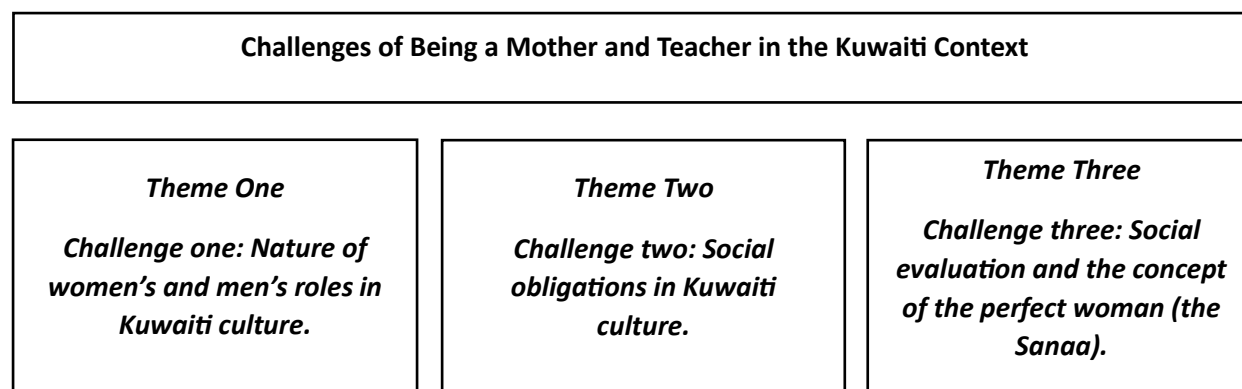 Challenges of Being a Mother and Teacher in the Kuwaiti Context
Theme One
Challenge one: Nature of
women’s and men’s roles in
Kuwaiti culture.
Theme Two
Challenge two: Social
obligations in Kuwaiti
culture.
Theme Three
Challenge three: Social
evaluation and the concept
of the perfect woman (the
Sanaa).